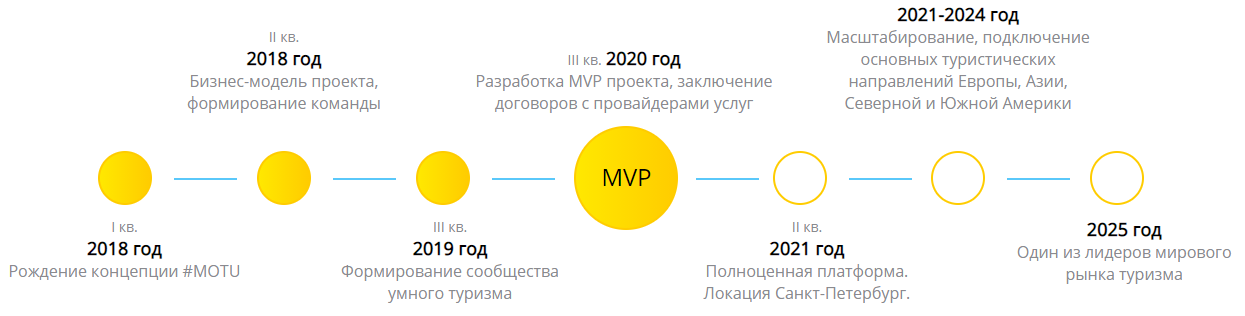 I кв.
2018 год
Рождение концепции #MOTU
II кв.
2018 год
Бизнес-модель проекта,
формирование команды
III кв.
2019 год
Формирование сообщества
умного туризма
III кв. 2020 год
Разработка MVP проекта, заключение
договоров с провайдерами услуг
MVP
II кв.
2021 год
Полноценная платформа.
Локация Санкт-Петербург.
2021-2024 год
Масштабирование, подключение
основных туристических
направлений Европы, Азии,
Северной и Южной Америки
2025 год
Один из лидеров мирового
рынка туризма